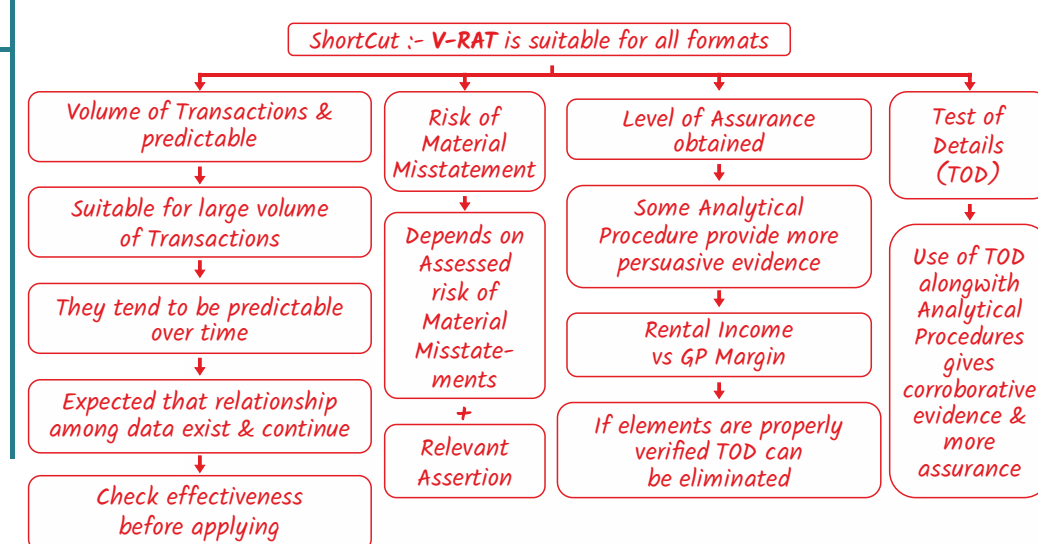 ShortCut :- V-RAT is suitable for all formats
Volume of Transactions &
predictable
Suitable for large volume
of Transactions
They tend to be predictable
over time
Expected that relationship
among data exist & continue
Check effectiveness
before applying
Risk of
Material
Misstatement
Depends on
Assessed
risk of
Material
Misstate-
ments
+
Relevant
Assertion
Level of Assurance
obtained
Some Analytical
Procedure provide more
persuasive evidence
Rental Income
vs GP Margin
If elements are properly
verified TOD can
be eliminated
Test of
Details
(TOD)
Use of TOD
alongwith
Analytical
Procedures
gives
corroborative
evidence &
more
assurance